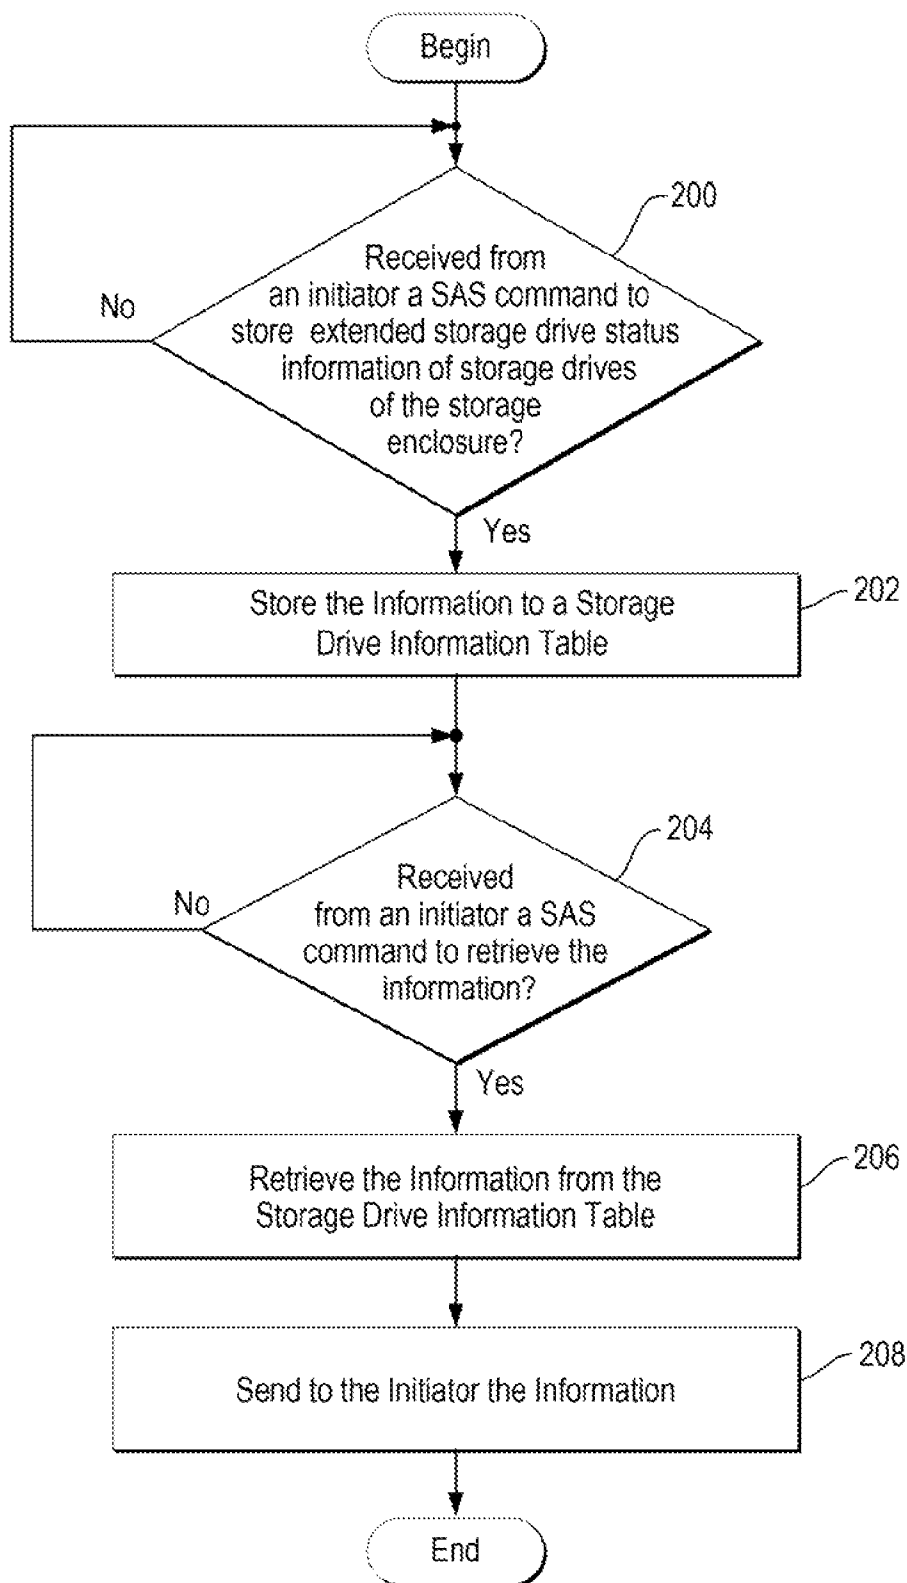 Begin
200
Received from
an initiator a SAS command to
store extended storage drive status
information of storage drives
of the storage
enclosure?
No
Yes
202
Store the Information to a Storage
Drive Information Table
204
Received
from an initiator a SAS
command to retrieve the
information?
No
Yes
206
Retrieve the Information from the
Storage Drive Information Table
208
Send to the Initiator the Information
End